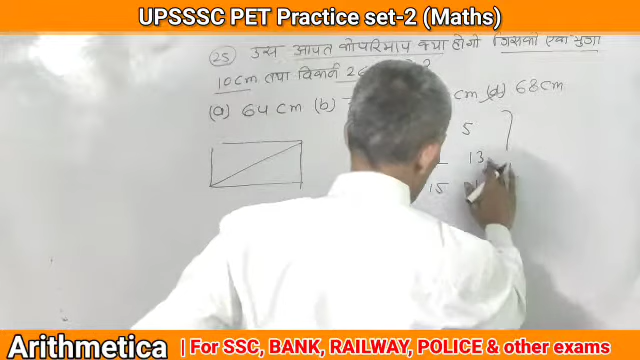 UPSSSC PET Practice set-2 (Maths)
(25) उस आयत का परिमाप क्या होगा जिसकी एक भुजा
10cm तथा विकर्ण 26 ?
(a) 64 cm (b) cm (d) 68cm
5
13
15
Arithmetica | For SSC, BANK, RAILWAY, POLICE & other exams